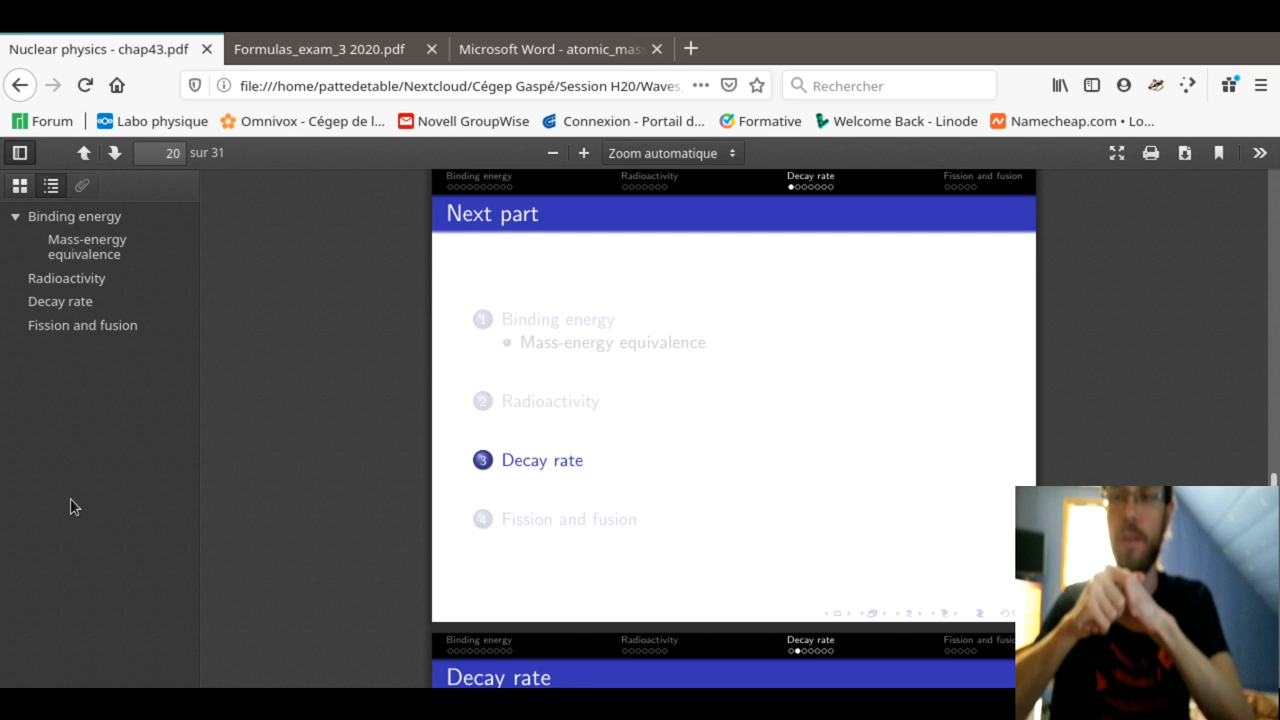 Nuclear physics - chap43.pdf
Formulas_exam_3 2020.pdf
Microsoft Word - atomic_mas
file:///home/pattedetable/Nextcloud/Cégep Gaspé/Session H20/Waves,
Rechercher
Forum
Labo physique
Omnivox - Cégep de l...
Novell GroupWise
Connexion - Portail d...
Formative
Welcome Back - Linode
Namecheap.com • Lo...
20 sur 31
Zoom automatique
Binding energy
Mass-energy
equivalence
Radioactivity
Decay rate
Fission and fusion
Binding energy
Radioactivity
Decay rate
Fission and fusion
Next part
1 Binding energy
Mass-energy equivalence
2 Radioactivity
3 Decay rate
4 Fission and fusion
Binding energy
Radioactivity
Decay rate
Fission and fusi
Decay rate